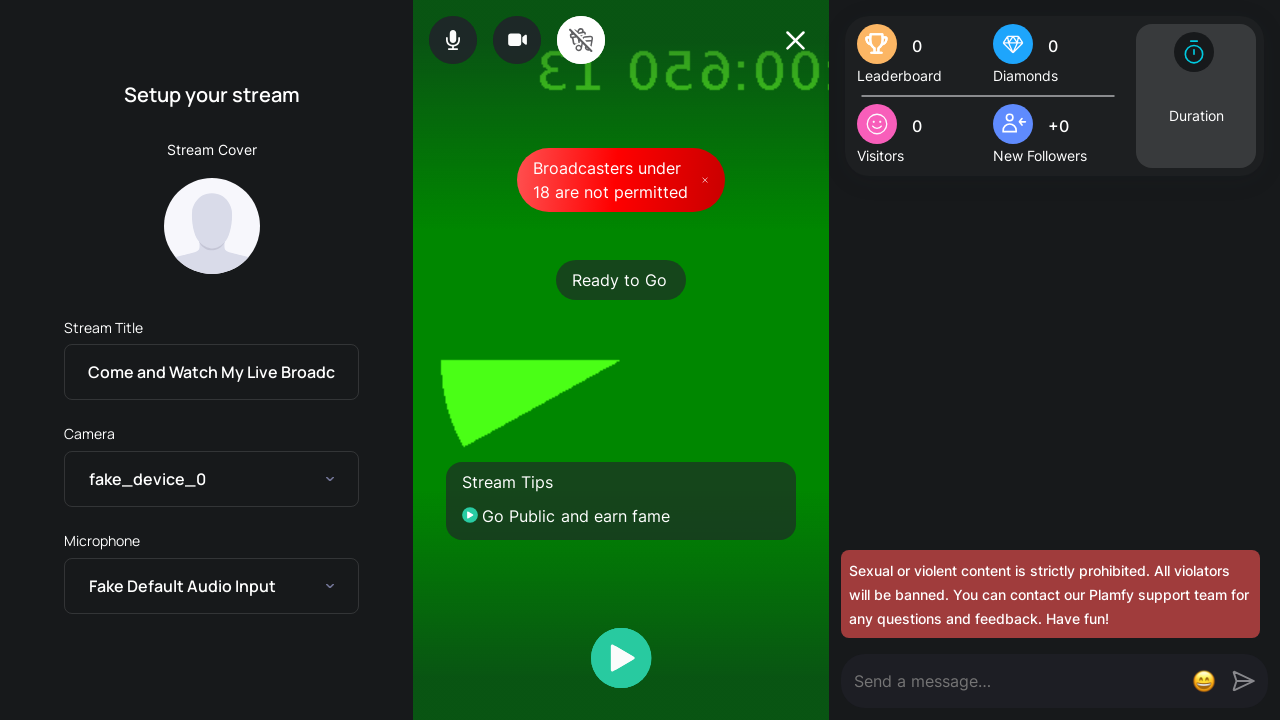 Setup your stream
Stream Cover
Stream Title
Come and Watch My Live Broadc
Camera
fake_device_0
Microphone
Fake Default Audio Input
:00:650 13
Broadcasters under
18 are not permitted
Ready to Go
Stream Tips
Go Public and earn fame
0
Leaderboard
0
Diamonds
0
Visitors
+0
New Followers
Duration
Sexual or violent content is strictly prohibited. All violators
will be banned. You can contact our Plamfy support team for
any questions and feedback. Have fun!
Send a message...